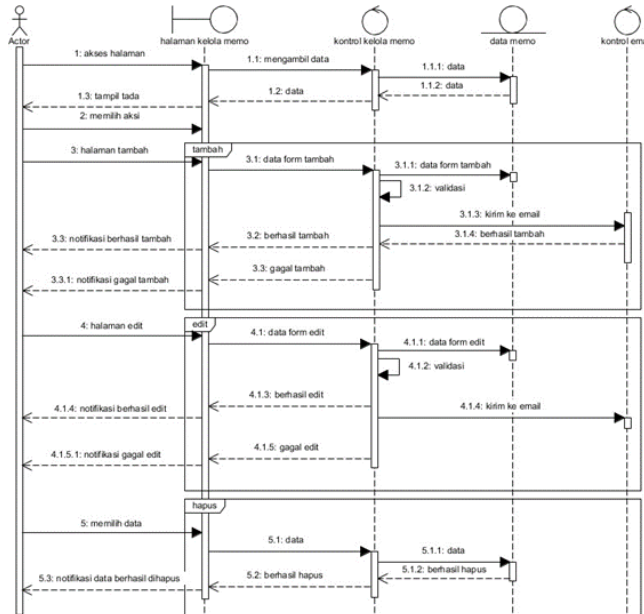 Actor
halaman kelola memo
kontrol kelola memo
data memo
kontrol em
1: akses halaman
1.1: mengambil data
1.1.1: data
1.1.2: data
1.2: data
1.3: tampil tada
2: memilih aksi
tambah
3: halaman tambah
3.1: data form tambah
3.1.1: data form tambah
3.1.2: validasi
3.1.3: kirim ke email
3.1.4: berhasil tambah
3.2: berhasil tambah
3.3: notifikasi berhasil tambah
3.3: gagal tambah
3.3.1: notifikasi gagal tambah
edit
4: halaman edit
4.1: data form edit
4.1.1: data form edit
4.1.2: validasi
4.1.3: berhasil edit
4.1.4: notifikasi berhasil edit
4.1.4: kirim ke email
4.1.5: gagal edit
4.1.5.1: notifikasi gagal edit
hapus
5: memilih data
5.1: data
5.1.1: data
5.1.2: berhasil hapus
5.2: berhasil hapus
5.3: notifikasi data berhasil dihapus